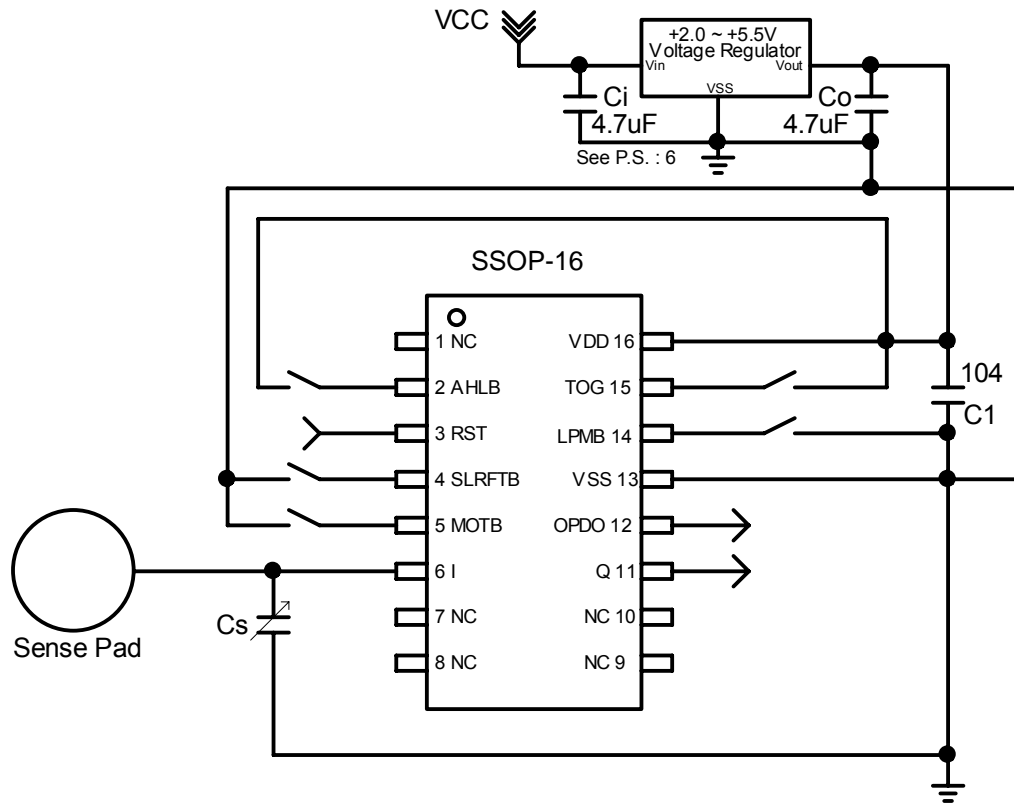 VCC
+2.0 ~ +5.5V
Voltage Regulator
Vin
Vout
VSS
Ci
4.7uF
Co
4.7uF
See P.S. : 6
SSOP-16
1 NC
VDD 16
2 AHLB
TOG 15
104
C1
3 RST
LPMB 14
4 SLRFTB
VSS 13
5 MOTB
OPDO 12
6 I
Q 11
Cs
7 NC
NC 10
Sense Pad
8 NC
NC 9